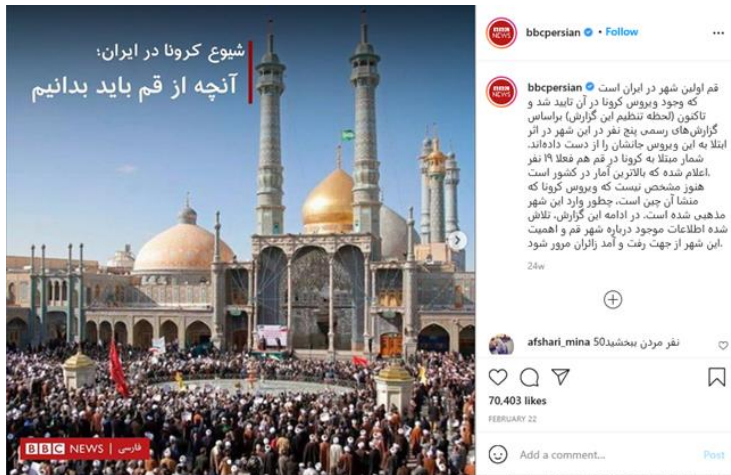 شیوع کرونا در ایران؛
آنچه از قم باید بدانیم
BBC NEWS | فارسی
BBC NEWS
bbcpersian • Follow
BBC NEWS
bbcpersian قم اولین شهر در ایران است
که وجود ویروس کرونا در آن تایید شد و
تاکنون (لحظه تنظیم این گزارش) براساس
گزارش‌های رسمی پنج نفر در این شهر در اثر
ابتلا به این ویروس جانشان را از دست داده‌اند.
شمار مبتلا به کرونا در قم هم فعلا ۱۹ نفر
.اعلام شده که بالاترین آمار در کشور است
هنوز مشخص نیست که ویروس کرونا که
منشا آن چین است، چطور وارد این شهر
مذهبی شده است. در ادامه این گزارش، تلاش
شده اطلاعات موجود درباره شهر قم و اهمیت
.این شهر از جهت رفت و آمد زائران مرور شود
24w
afshari_mina 50نفر مردن ببخشید
70,403 likes
FEBRUARY 22
Add a comment...
Post